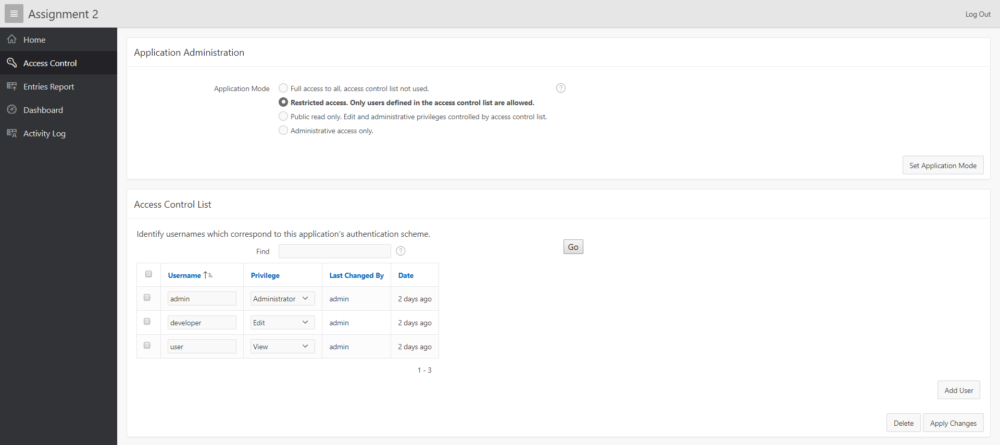 Assignment 2
Log Out
Home
Access Control
Entries Report
Dashboard
Activity Log
Application Administration
Application Mode
Full access to all, access control list not used.
?
Restricted access. Only users defined in the access control list are allowed.
Public read only. Edit and administrative privileges controlled by access control list.
Administrative access only.
Set Application Mode
Access Control List
Identify usernames which correspond to this application's authentication scheme.
Find ? Go
Username Privilege Last Changed By Date
admin Administrator admin 2 days ago
developer Edit admin 2 days ago
user View admin 2 days ago
1 - 3
Add User
Delete Apply Changes